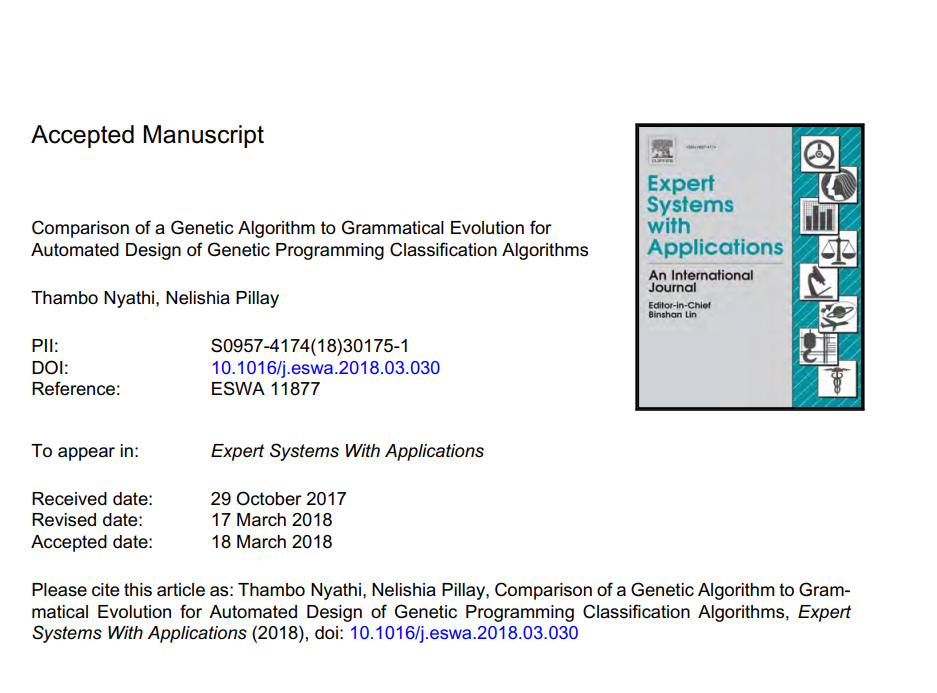 Accepted Manuscript
Comparison of a Genetic Algorithm to Grammatical Evolution for
Automated Design of Genetic Programming Classification Algorithms
Thambo Nyathi, Nelishia Pillay
PII: S0957-4174(18)30175-1
DOI: 10.1016/j.eswa.2018.03.030
Reference: ESWA 11877
To appear in: Expert Systems With Applications
Received date: 29 October 2017
Revised date: 17 March 2018
Accepted date: 18 March 2018
Please cite this article as: Thambo Nyathi, Nelishia Pillay, Comparison of a Genetic Algorithm to Gram-
matical Evolution for Automated Design of Genetic Programming Classification Algorithms, Expert
Systems With Applications (2018), doi: 10.1016/j.eswa.2018.03.030
ELSEVIER
Expert
Systems
with
Applications
An International
Journal
Editor-in-Chief
Binshan Lin